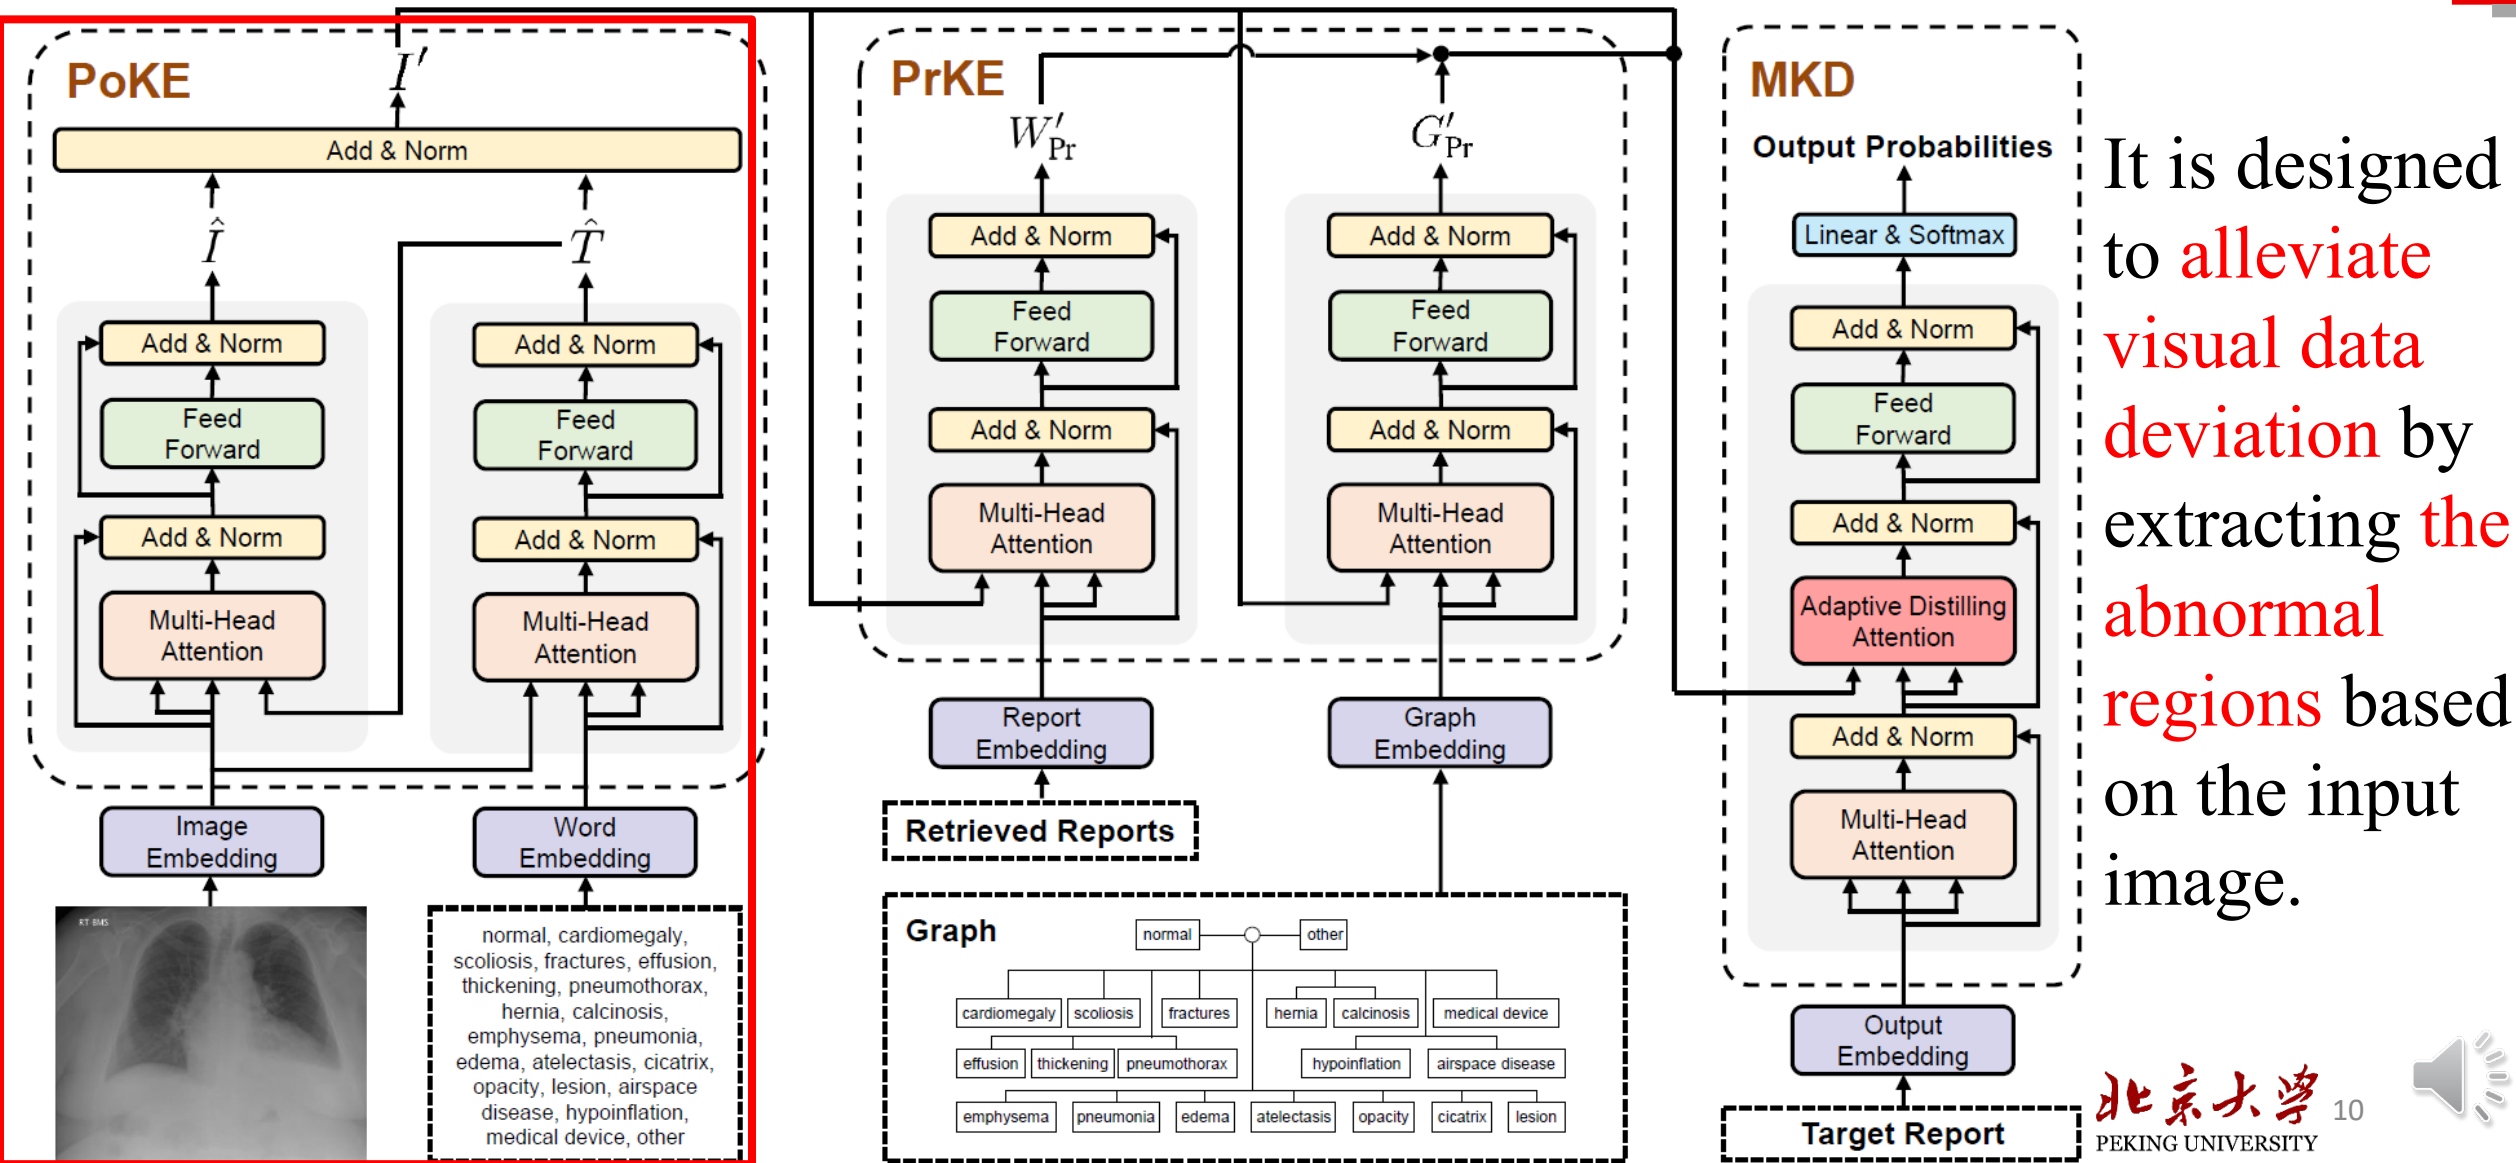 PoKE
I′
Add & Norm
Î
T̂
Add & Norm
Feed
Forward
Add & Norm
Multi-Head
Attention
Add & Norm
Feed
Forward
Add & Norm
Multi-Head
Attention
Image
Embedding
Word
Embedding
RT-BMS
normal, cardiomegaly,
scoliosis, fractures, effusion,
thickening, pneumothorax,
hernia, calcinosis,
emphysema, pneumonia,
edema, atelectasis, cicatrix,
opacity, lesion, airspace
disease, hypoinflation,
medical device, other
PrKE
W′Pr
G′Pr
Add & Norm
Feed
Forward
Add & Norm
Multi-Head
Attention
Add & Norm
Feed
Forward
Add & Norm
Multi-Head
Attention
Report
Embedding
Graph
Embedding
Retrieved Reports
Graph
normal
other
cardiomegaly
scoliosis
fractures
hernia
calcinosis
medical device
effusion
thickening
pneumothorax
hypoinflation
airspace disease
emphysema
pneumonia
edema
atelectasis
opacity
cicatrix
lesion
MKD
Output Probabilities
Linear & Softmax
Add & Norm
Feed
Forward
Add & Norm
Adaptive Distilling
Attention
Add & Norm
Multi-Head
Attention
Output
Embedding
Target Report
It is designed
to alleviate
visual data
deviation by
extracting the
abnormal
regions based
on the input
image.
北京大学
PEKING UNIVERSITY
10